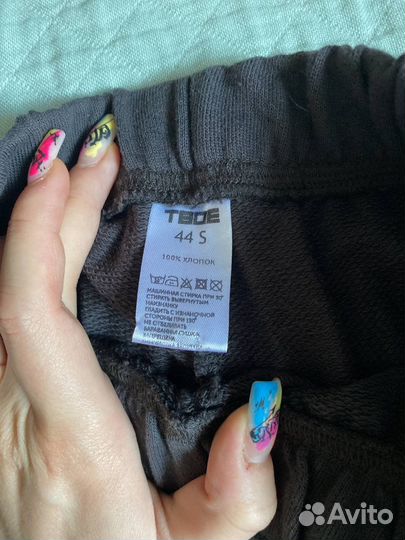 ТВОЕ
44 S
100% ХЛОПОК
МАШИННАЯ СТИРКА ПРИ 30°
СТИРАТЬ ВЫВЕРНУТЫМ
НАИЗНАНКУ
ГЛАДИТЬ С ИЗНАНОЧНОЙ
СТОРОНЫ ПРИ 150°
НЕ ОТБЕЛИВАТЬ
БАРАБАННАЯ СУШКА
ЗАПРЕЩЕНА
Avito